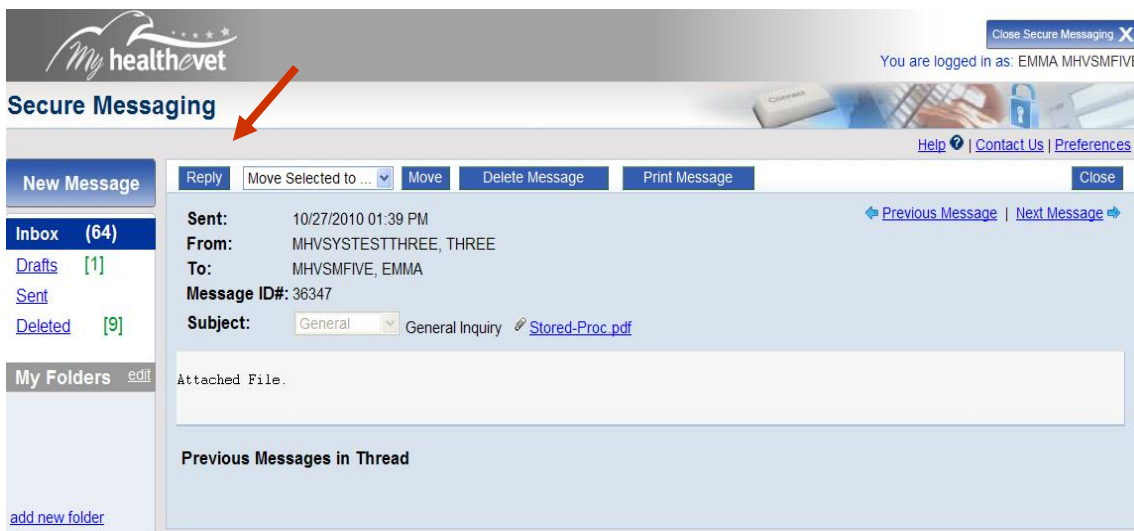 My healthevet
Close Secure Messaging X
You are logged in as: EMMA MHVSMFIVE
Secure Messaging
Connect
Help ? | Contact Us | Preferences
New Message
Reply Move Selected to ... Move Delete Message Print Message Close
Previous Message | Next Message
Sent: 10/27/2010 01:39 PM
Inbox (64)
From: MHVSYSTESTTHREE, THREE
Drafts [1]
To: MHVSMFIVE, EMMA
Sent
Message ID#: 36347
Deleted [9]
Subject: General General Inquiry Stored-Proc.pdf
My Folders edit
Attached File.
Previous Messages in Thread
add new folder